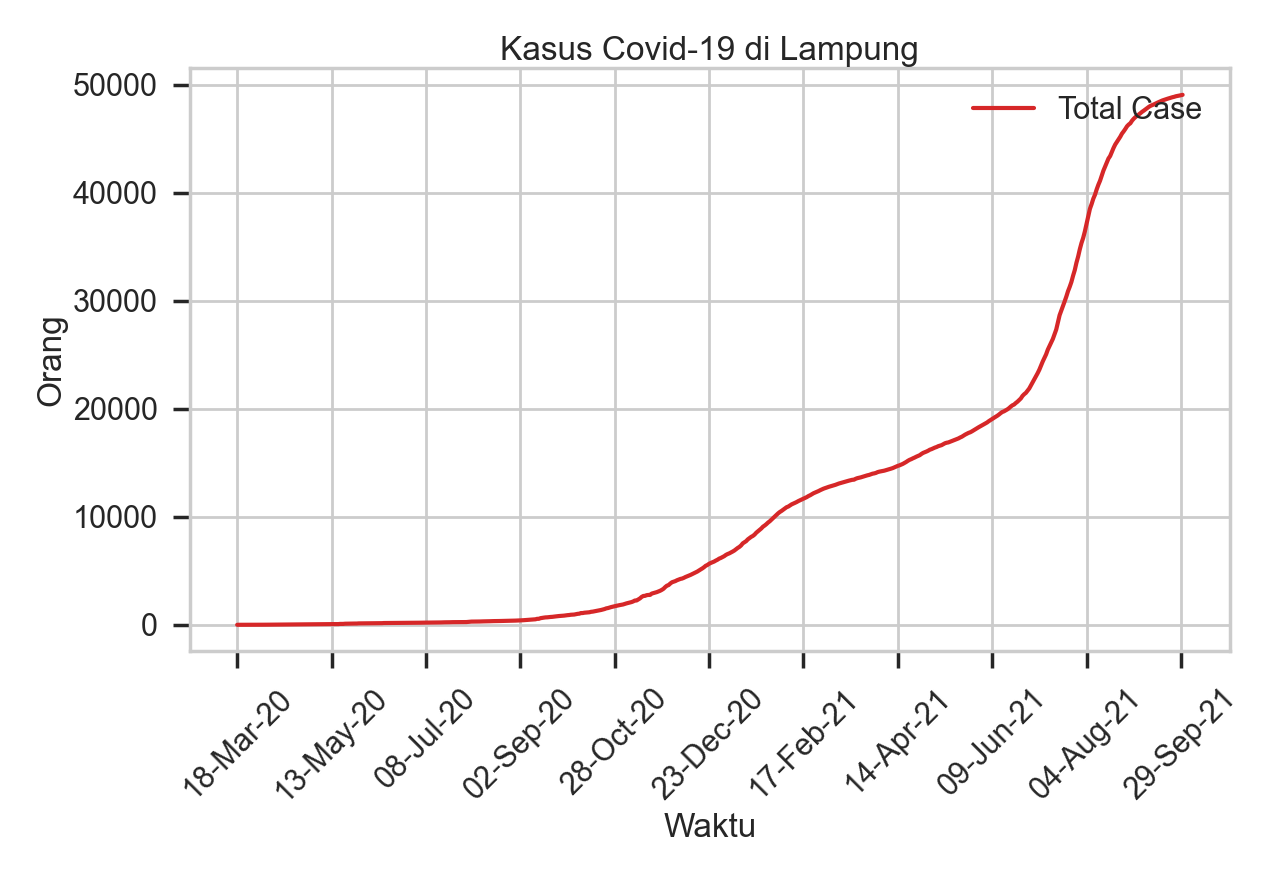 Kasus Covid-19 di Lampung
Total Case
Orang
50000
40000
30000
20000
10000
0
18-Mar-20
13-May-20
08-Jul-20
02-Sep-20
28-Oct-20
23-Dec-20
17-Feb-21
14-Apr-21
09-Jun-21
04-Aug-21
29-Sep-21
Waktu